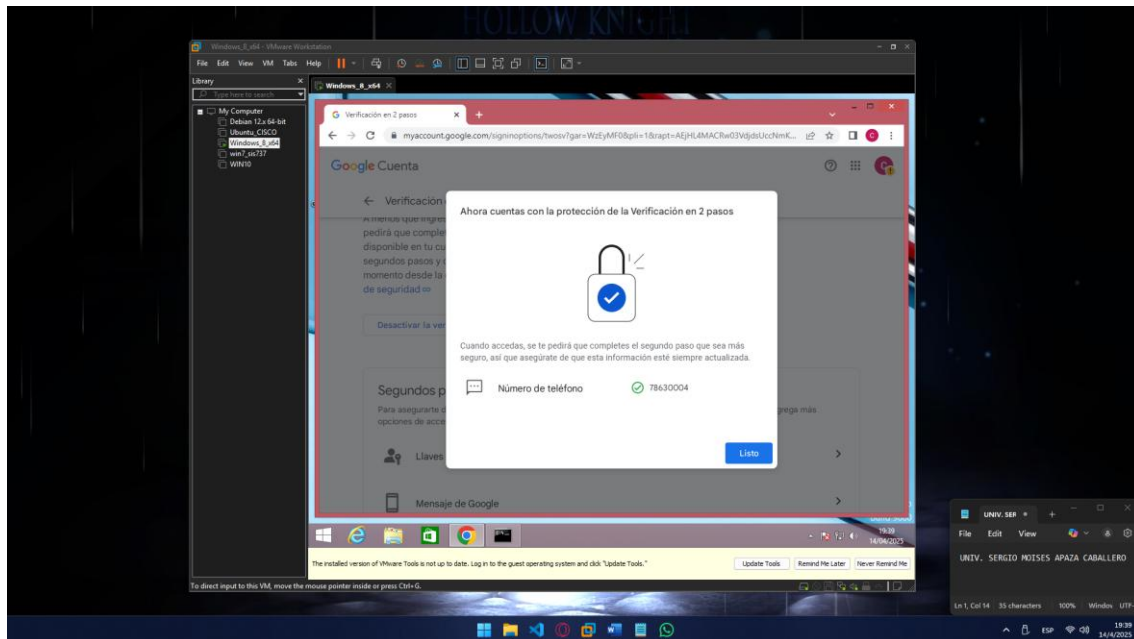 HOLLOW KNIGHT
Windows_8_x64 - VMware Workstation
File Edit View VM Tabs Help
Library
Type here to search
My Computer
Debian 12.x 64-bit
Ubuntu_CISCO
Windows_8_x64
win7_sis737
WIN10
Windows_8_x64
Verificación en 2 pasos
myaccount.google.com/signinoptions/twosv?
Google Cuenta
Verificación
A menos que ingres
pedirá que complet
disponible en tu cu
segundos pasos y
momento desde la
de seguridad
Desactivar la ver
Ahora cuentas con la protección de la Verificación en 2 pasos
Cuando accedas, se te pedirá que completes el segundo paso que sea más
seguro, así que asegúrate de que esta información esté siempre actualizada.
Número de teléfono 78630004
Listo
Segundos p
Para asegurarte d grega más
opciones de acce
Llaves
Mensaje de Google
19:39
14/04/2025
The installed version of VMware Tools is not up to date. Log in to the guest operating system and click "Update Tools."
Update Tools Remind Me Later Never Remind Me
To direct input to this VM, move the mouse pointer inside or press Ctrl+G.
UNIV. SER
File Edit View
UNIV. SERGIO MOISES APAZA CABALLERO
Ln 1, Col 14 35 characters 100% Window UTF-
ESP 19:39
14/4/2025